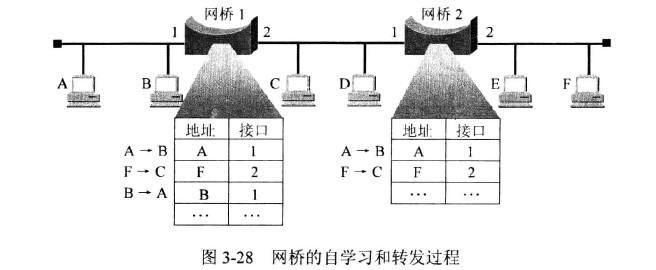 网桥 1 网桥 2
1 2 1 2
A B C D E F
地址 接口 地址 接口
A → B A 1 A → B A 1
F → C F 2 F → C F 2
B → A B 1 … …
… …
图 3-28 网桥的自学习和转发过程